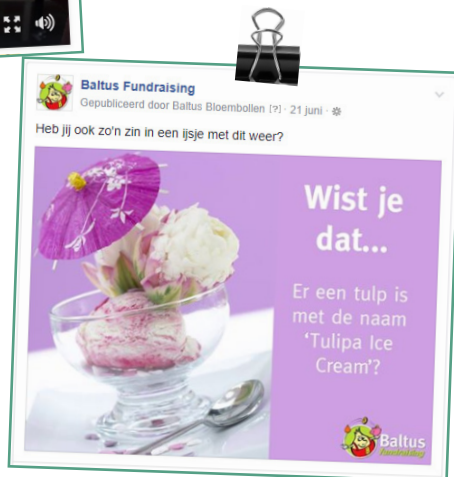 Baltus Fundraising
Gepubliceerd door Baltus Bloembollen [?] · 21 juni ·
Heb jij ook zo'n zin in een ijsje met dit weer?
Wist je
dat...
Er een tulp is
met de naam
'Tulipa Ice
Cream'?
Baltus
Fundraising